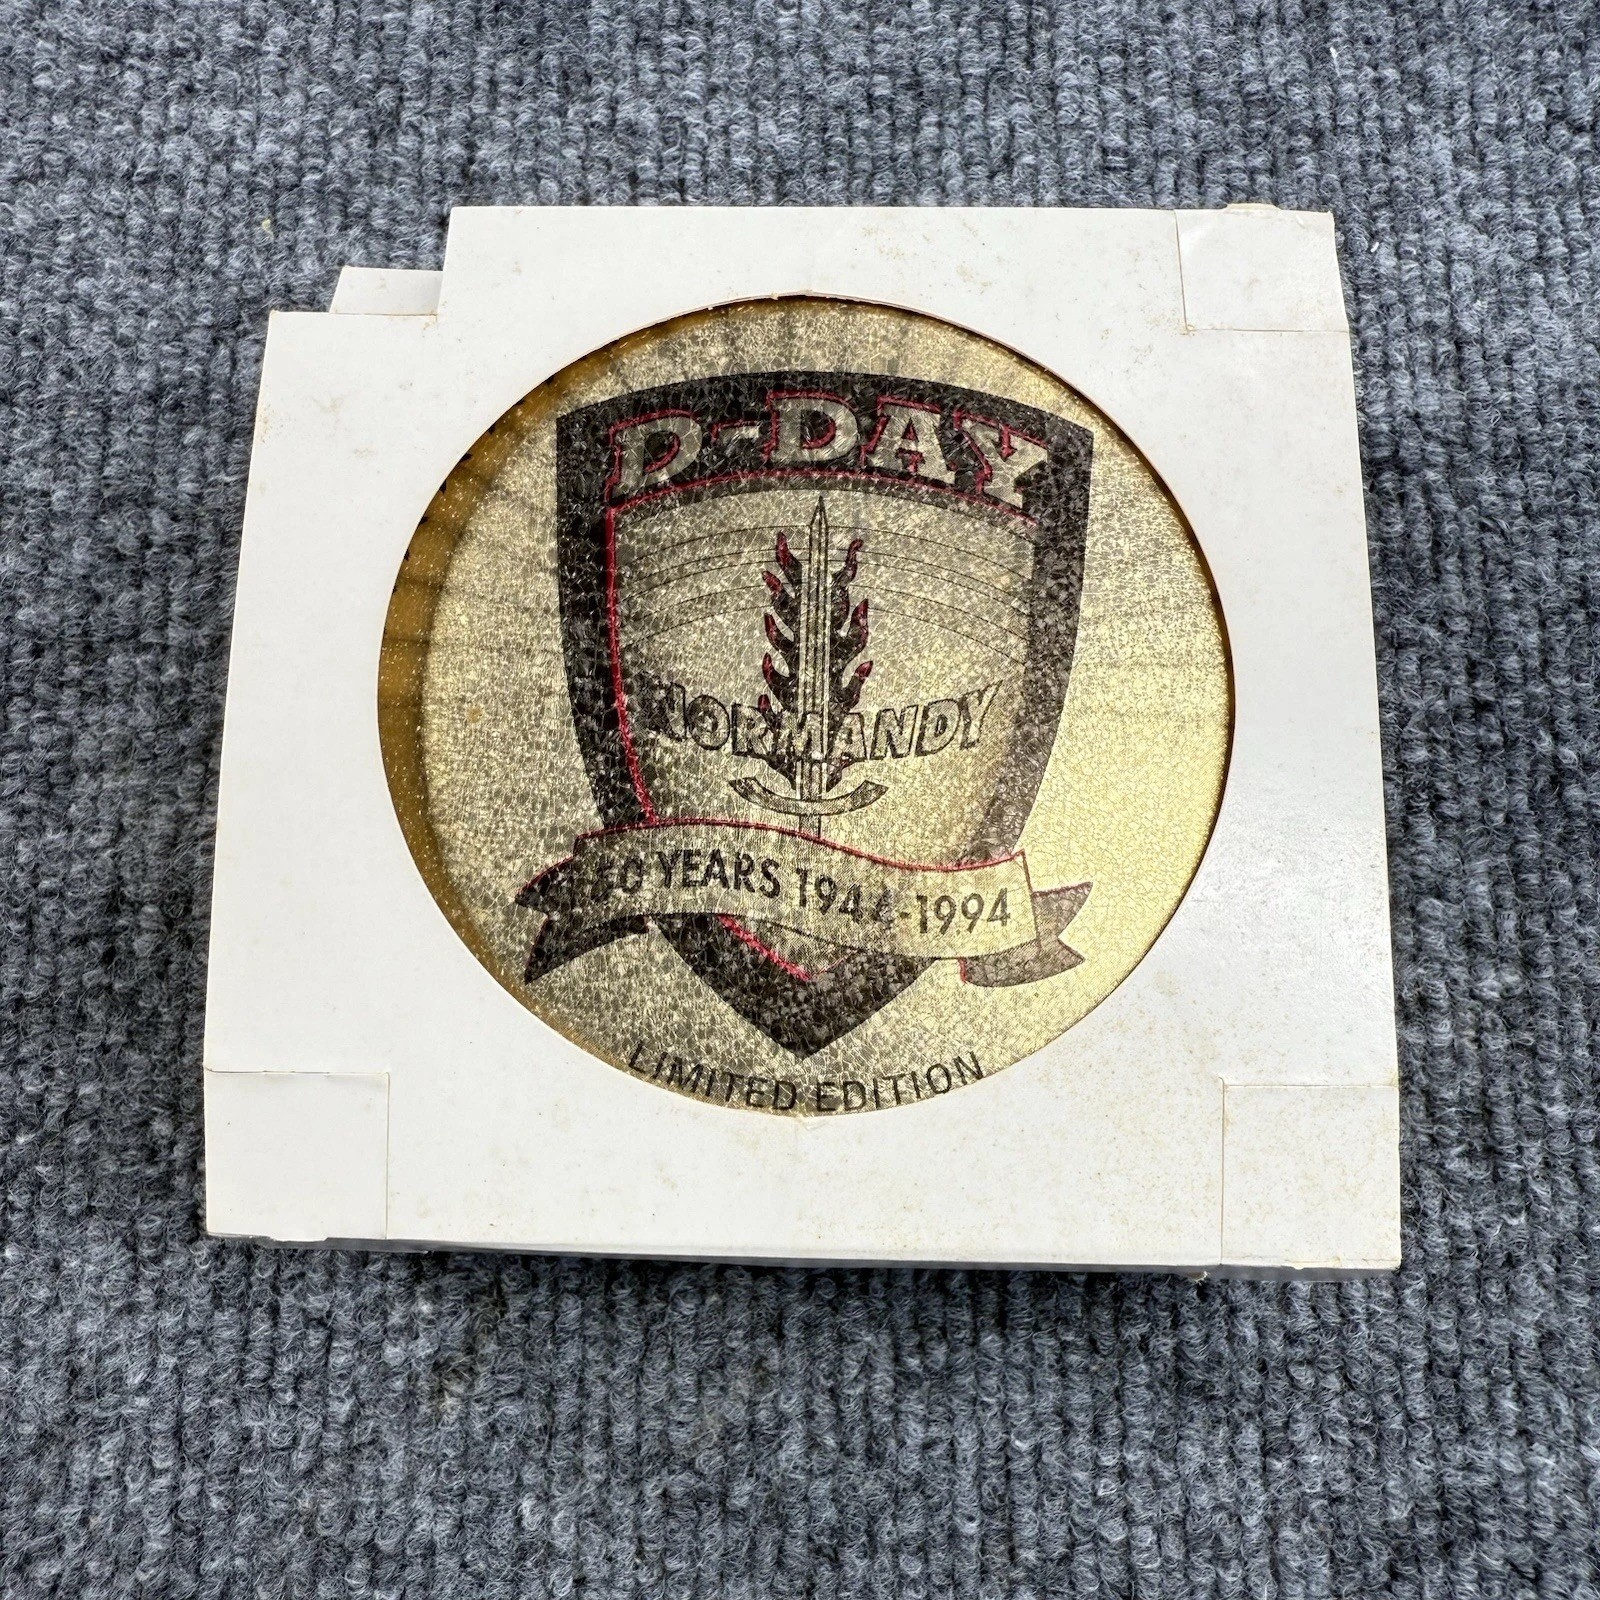 D-DAY
NORMANDY
50 YEARS 1944-1994
LIMITED EDITION